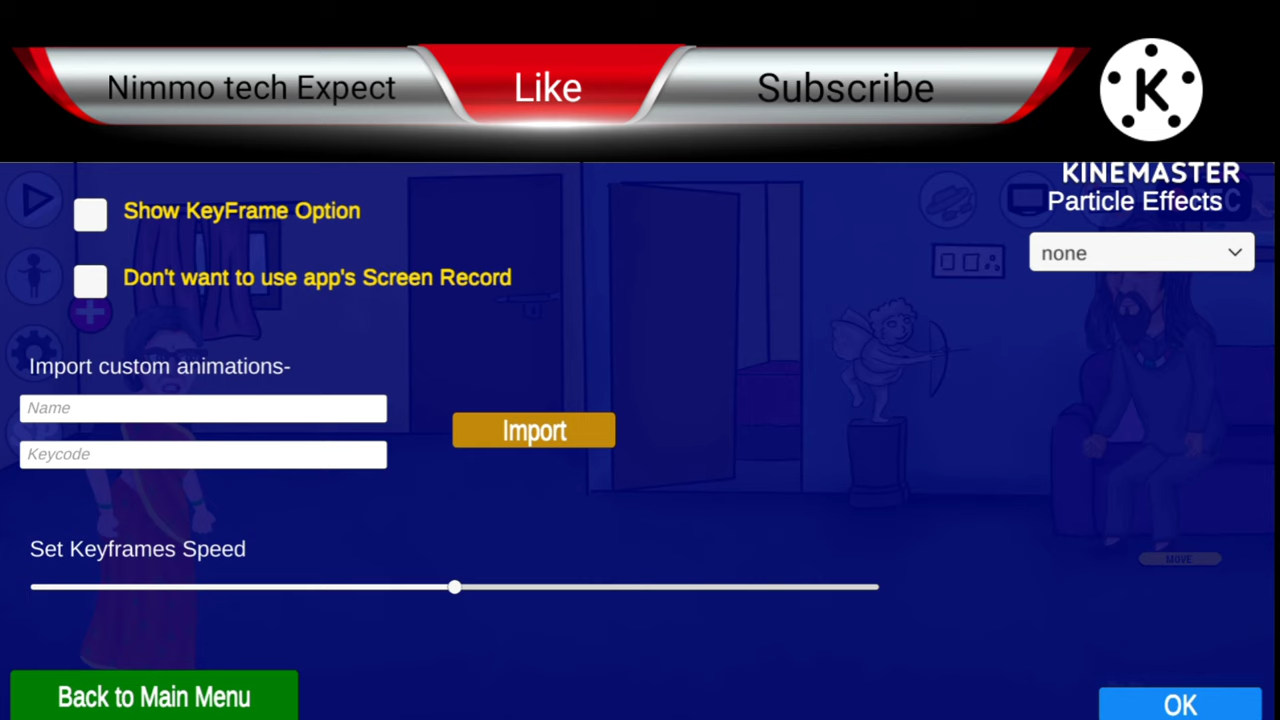 Nimmo tech Expect
Like
Subscribe
K
KINEMASTER
Particle Effects
none
Show KeyFrame Option
Don't want to use app's Screen Record
Import custom animations-
Name
Keycode
Import
Set Keyframes Speed
MOVE
Back to Main Menu
OK